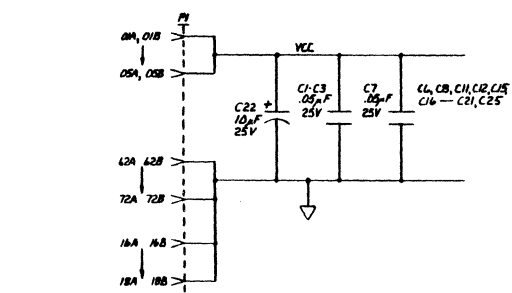 P1
01A, 01B
05A, 05B
VCC
C22
10µF
25V
+
C1-C3
.05µF
25V
C7
.05µF
25V
C6, C8, C11, C12, C15
C16 — C21, C25
62A 62B
72A 72B
16A 16B
18A 18B